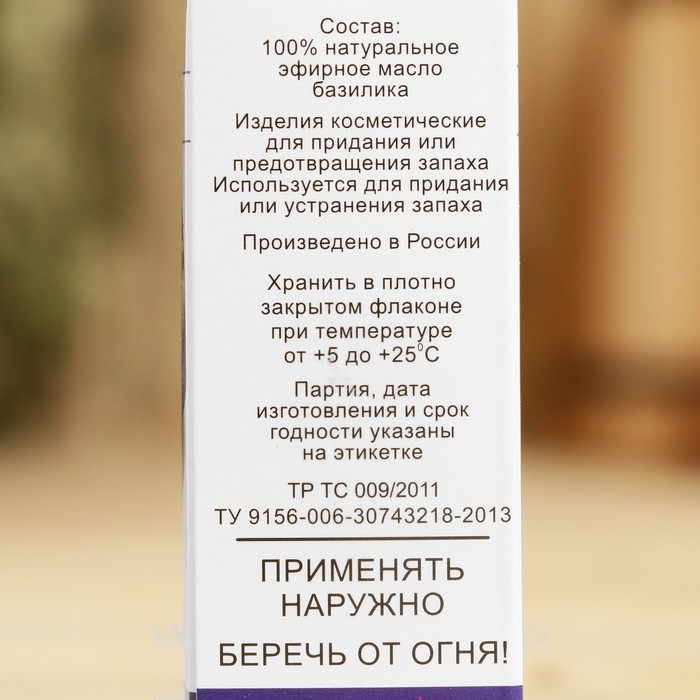 Состав:
100% натуральное
эфирное масло
базилика
Изделия косметические
для придания или
предотвращения запаха
Используется для придания
или устранения запаха
Произведено в России
Хранить в плотно
закрытом флаконе
при температуре
от +5 до +25⁰С
Партия, дата
изготовления и срок
годности указаны
на этикетке
ТР ТС 009/2011
ТУ 9156-006-30743218-2013
ПРИМЕНЯТЬ
НАРУЖНО
БЕРЕЧЬ ОТ ОГНЯ!